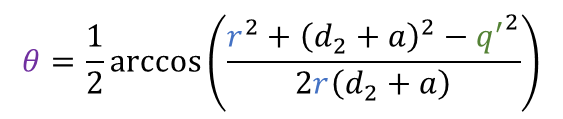 θ = 1/2 arccos( (r² + (d₂ + a)² − q′²) / (2r(d₂ + a)) )